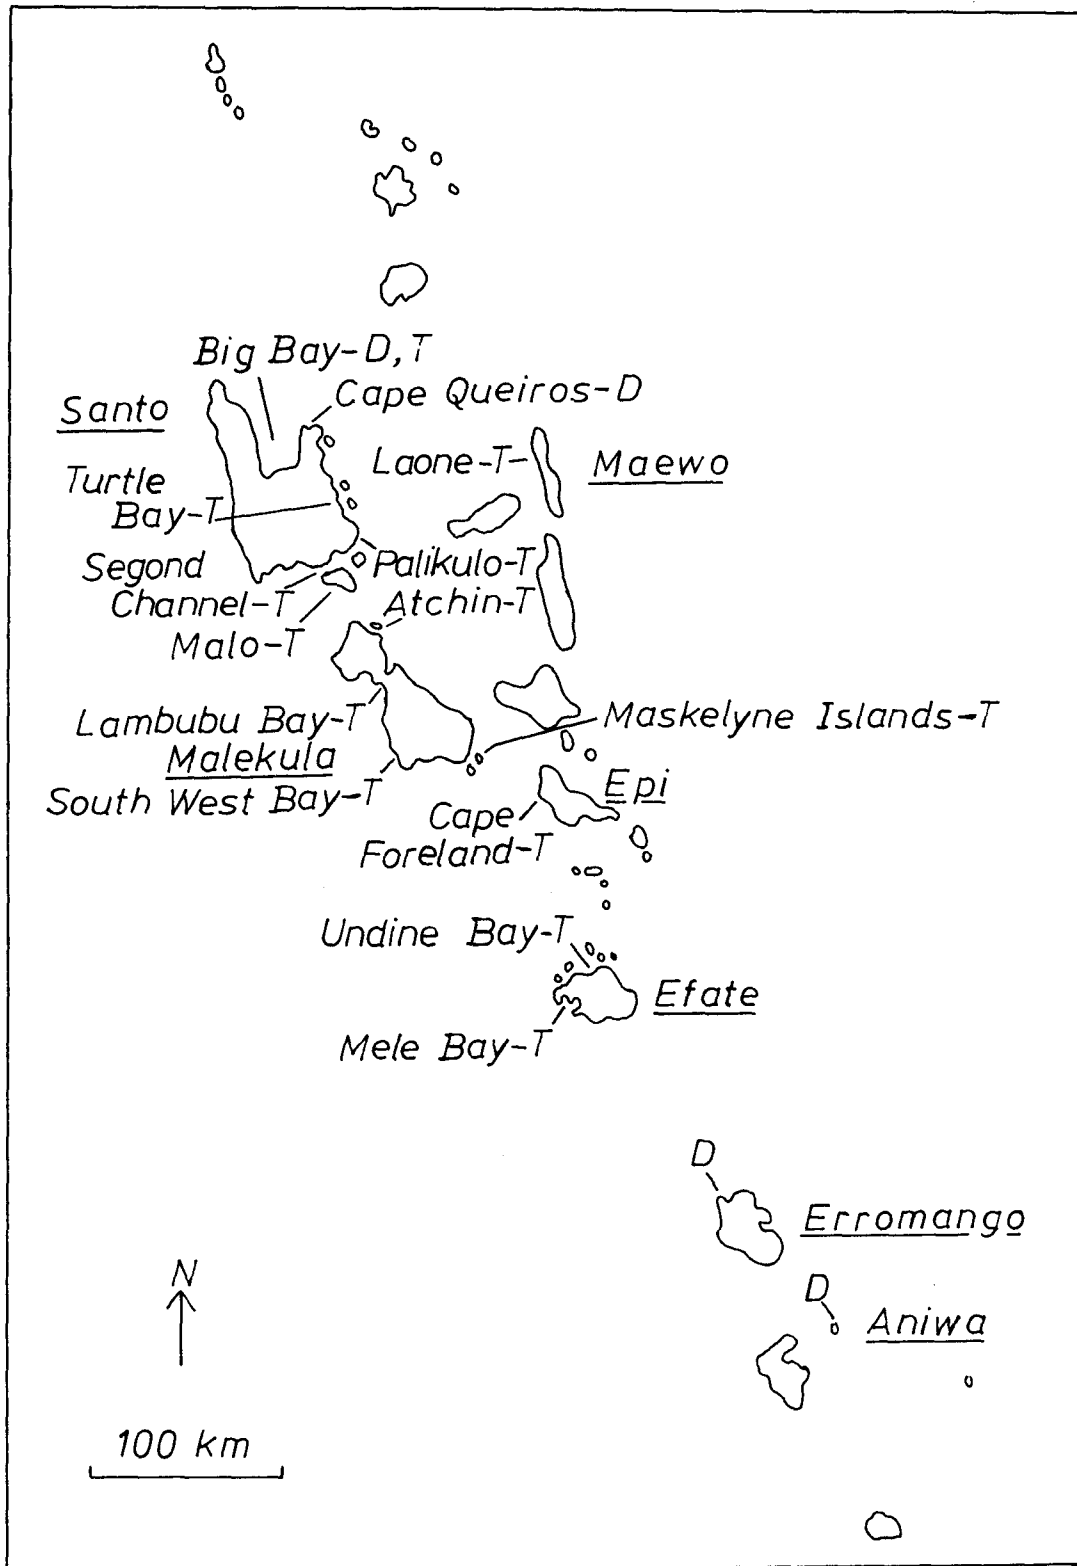 Big Bay-D, T
Cape Queiros-D
Santo
Laone-T
Maewo
Turtle
Bay-T
Segond
Channel-T
Palikulo-T
Atchin-T
Malo-T
Lambubu Bay-T
Maskelyne Islands-T
Malekula
South West Bay-T
Epi
Cape
Foreland-T
Undine Bay-T
Efate
Mele Bay-T
D
Erromango
N
D
Aniwa
100 km